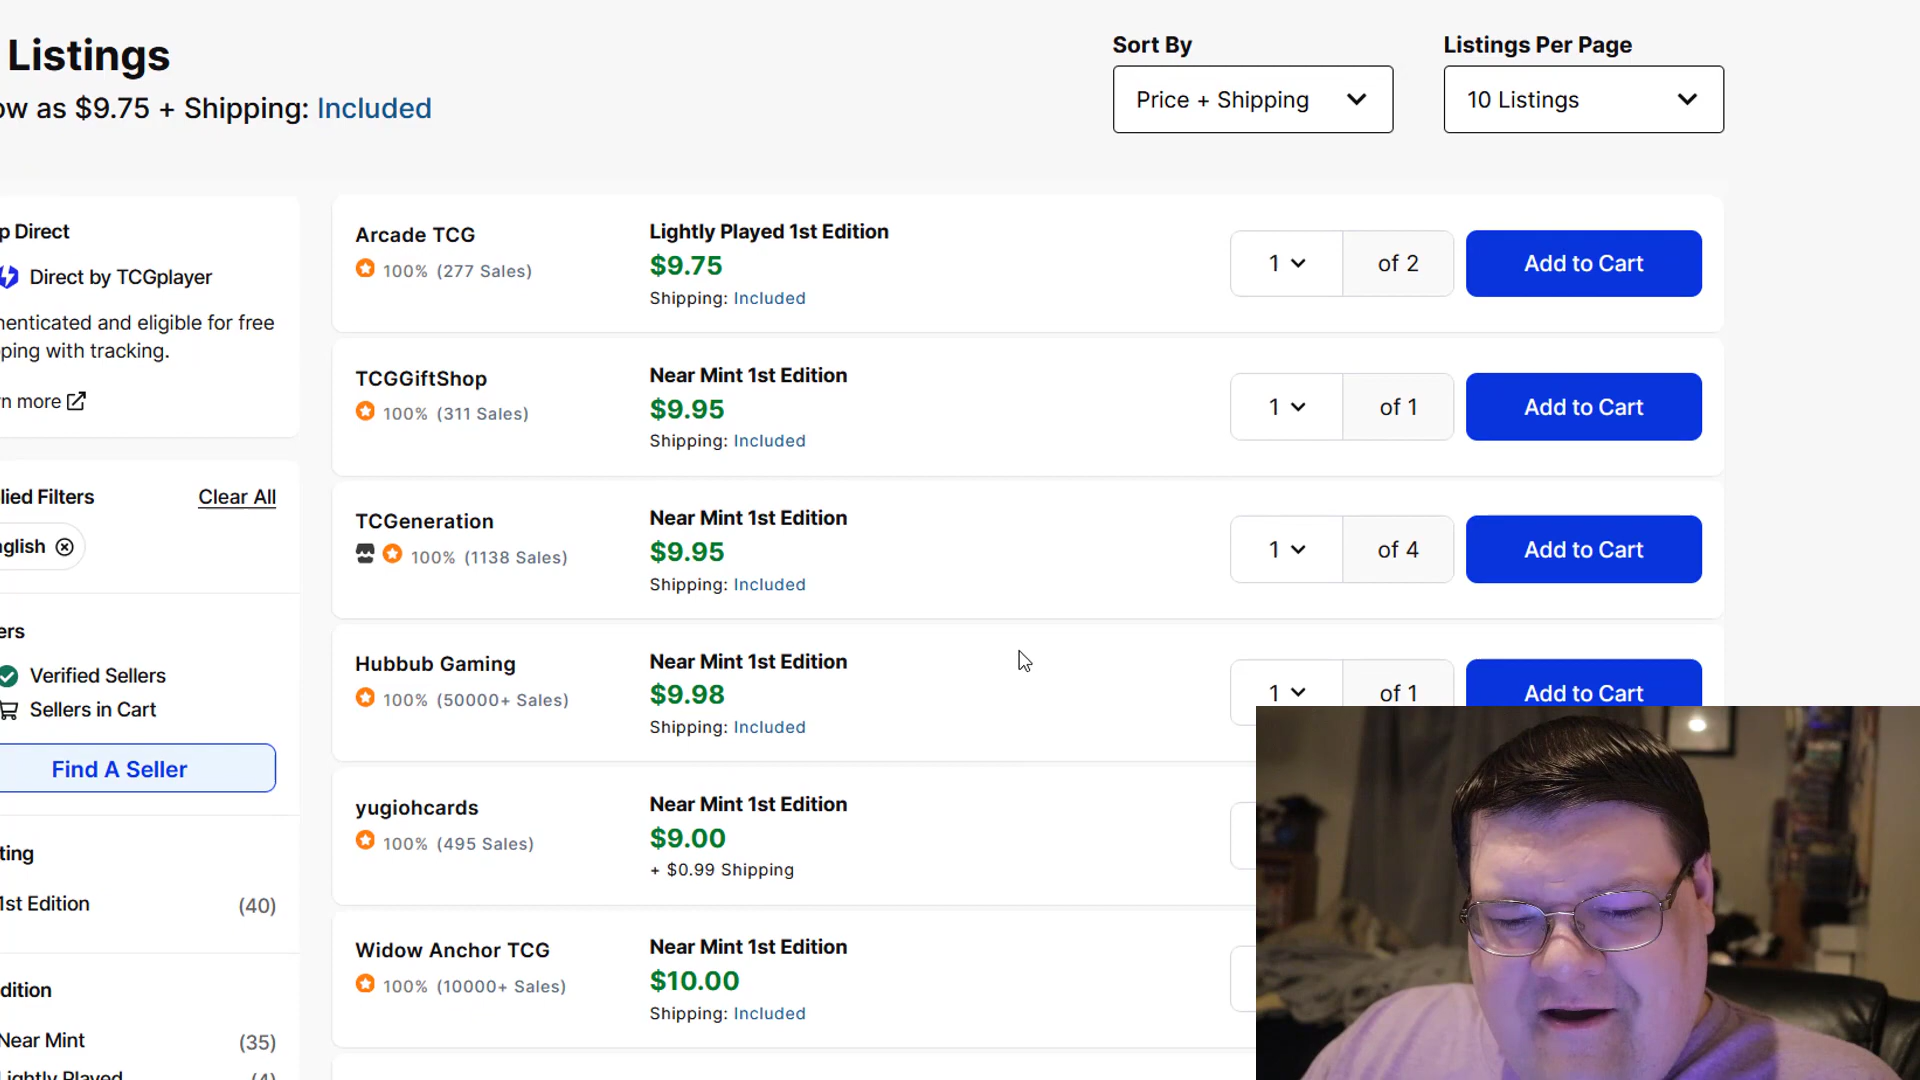 Listings
ow as $9.75 + Shipping: Included
Sort By
Price + Shipping
Listings Per Page
10 Listings
p Direct
Direct by TCGplayer
henticated and eligible for free
ping with tracking.
n more
lied Filters
Clear All
nglish
ers
Verified Sellers
Sellers in Cart
Find A Seller
ting
1st Edition
(40)
dition
Near Mint
(35)
Lightly Played
(4)
Arcade TCG
100% (277 Sales)
Lightly Played 1st Edition
$9.75
Shipping: Included
1
of 2
Add to Cart
TCGGiftShop
100% (311 Sales)
Near Mint 1st Edition
$9.95
Shipping: Included
1
of 1
Add to Cart
TCGeneration
100% (1138 Sales)
Near Mint 1st Edition
$9.95
Shipping: Included
1
of 4
Add to Cart
Hubbub Gaming
100% (50000+ Sales)
Near Mint 1st Edition
$9.98
Shipping: Included
1
of 1
Add to Cart
yugiohcards
100% (495 Sales)
Near Mint 1st Edition
$9.00
+ $0.99 Shipping
Widow Anchor TCG
100% (10000+ Sales)
Near Mint 1st Edition
$10.00
Shipping: Included